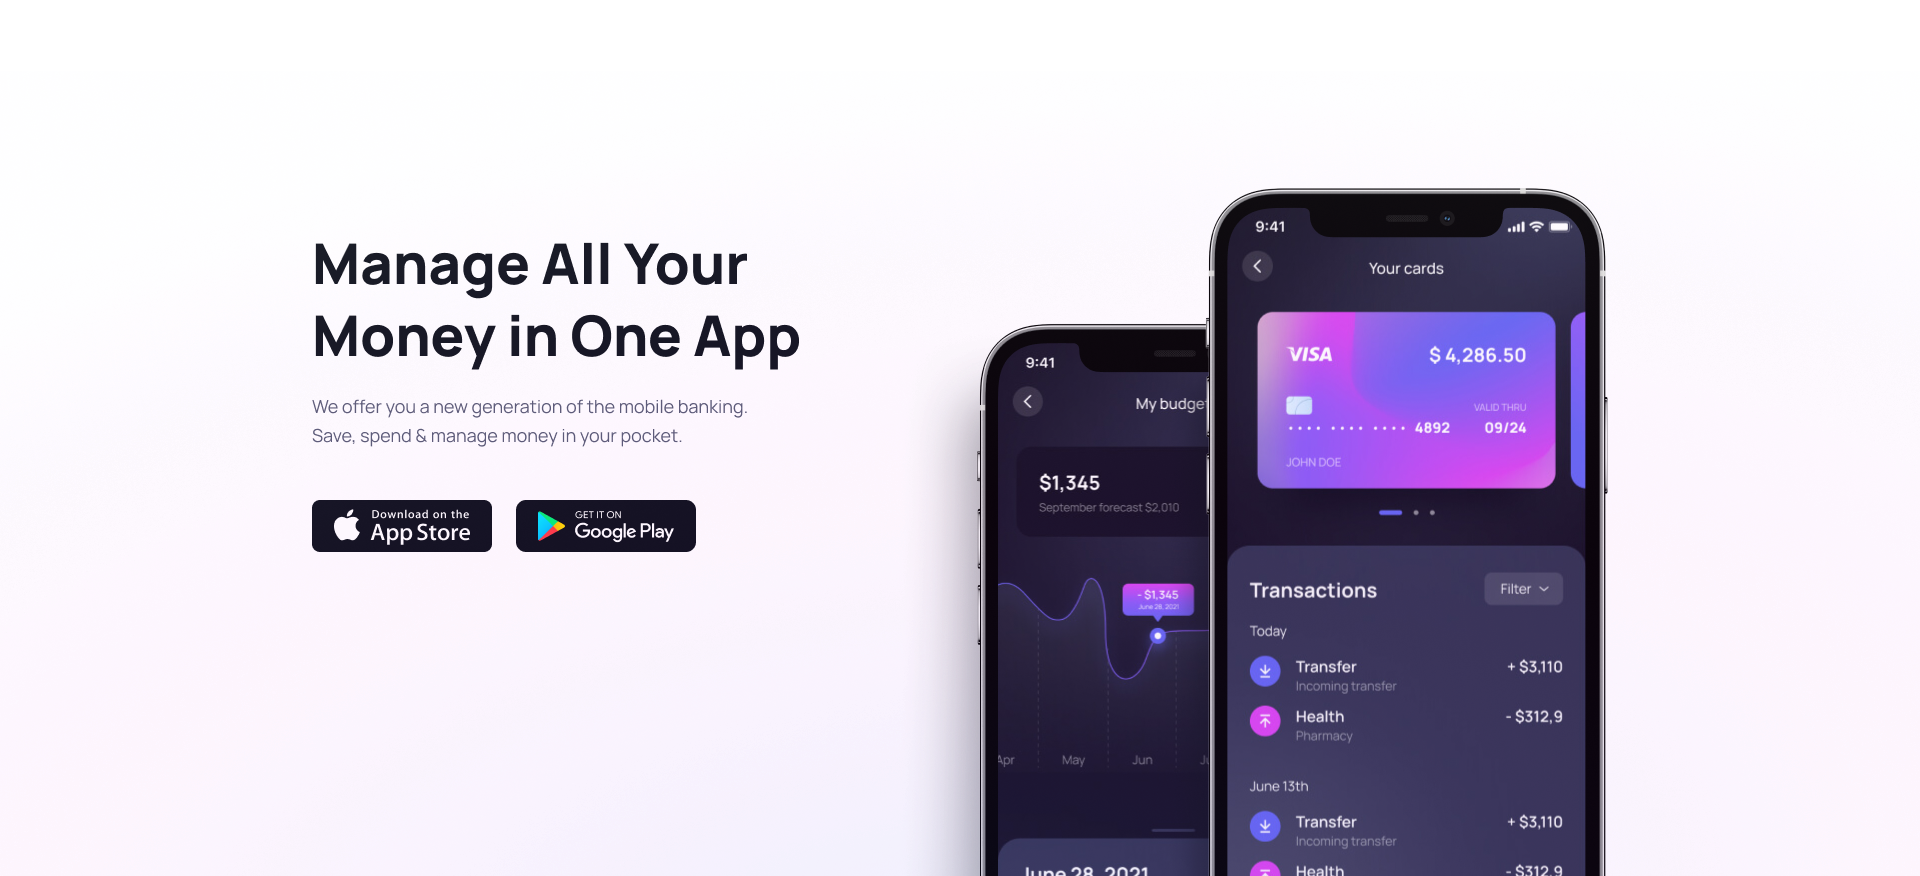 Manage All Your
Money in One App
We offer you a new generation of the mobile banking.
Save, spend & manage money in your pocket.
Download on the
App Store
GET IT ON
Google Play
9:41
My budget
$1,345
September forecast $2,010
- $1,345
June 28, 2021
Apr
May
Jun
June 28, 2021
9:41
Your cards
VISA
$ 4,286.50
VALID THRU
•••• •••• •••• 4892
09/24
JOHN DOE
Transactions
Filter
Today
Transfer
+ $3,110
Incoming transfer
Health
- $312,9
Pharmacy
June 13th
Transfer
+ $3,110
Incoming transfer
Health
- $312,9